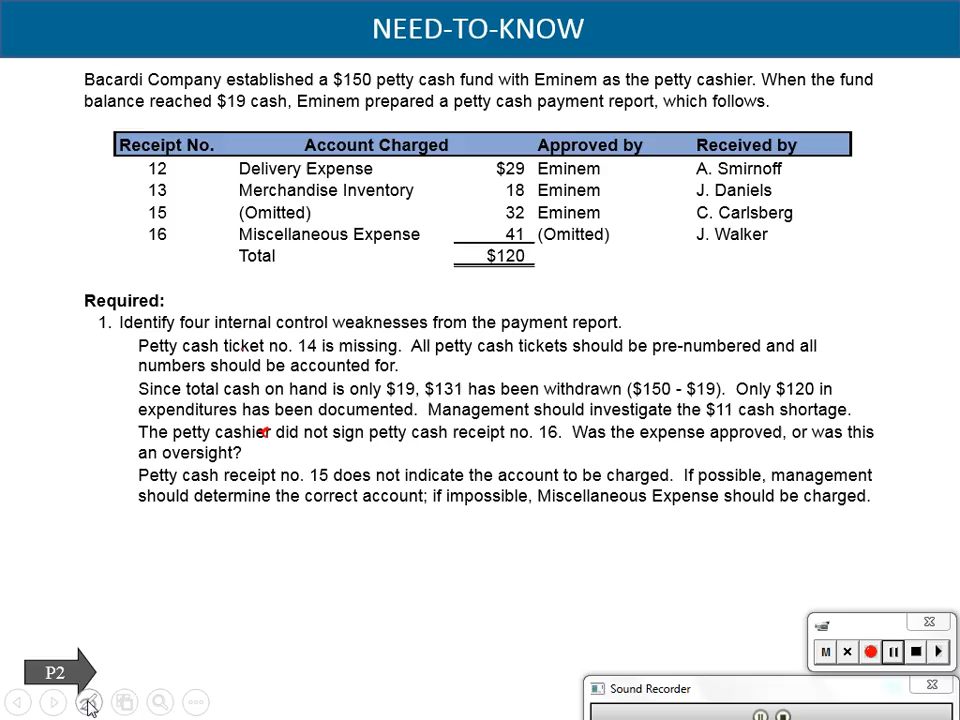 NEED-TO-KNOW
Bacardi Company established a $150 petty cash fund with Eminem as the petty cashier. When the fund
balance reached $19 cash, Eminem prepared a petty cash payment report, which follows.
Receipt No. Account Charged Approved by Received by
12 Delivery Expense $29 Eminem A. Smirnoff
13 Merchandise Inventory 18 Eminem J. Daniels
15 (Omitted) 32 Eminem C. Carlsberg
16 Miscellaneous Expense 41 (Omitted) J. Walker
Total $120
Required:
1. Identify four internal control weaknesses from the payment report.
Petty cash ticket no. 14 is missing. All petty cash tickets should be pre-numbered and all
numbers should be accounted for.
Since total cash on hand is only $19, $131 has been withdrawn ($150 - $19). Only $120 in
expenditures has been documented. Management should investigate the $11 cash shortage.
The petty cashier did not sign petty cash receipt no. 16. Was the expense approved, or was this
an oversight?
Petty cash receipt no. 15 does not indicate the account to be charged. If possible, management
should determine the correct account; if impossible, Miscellaneous Expense should be charged.
M
P2
Sound Recorder